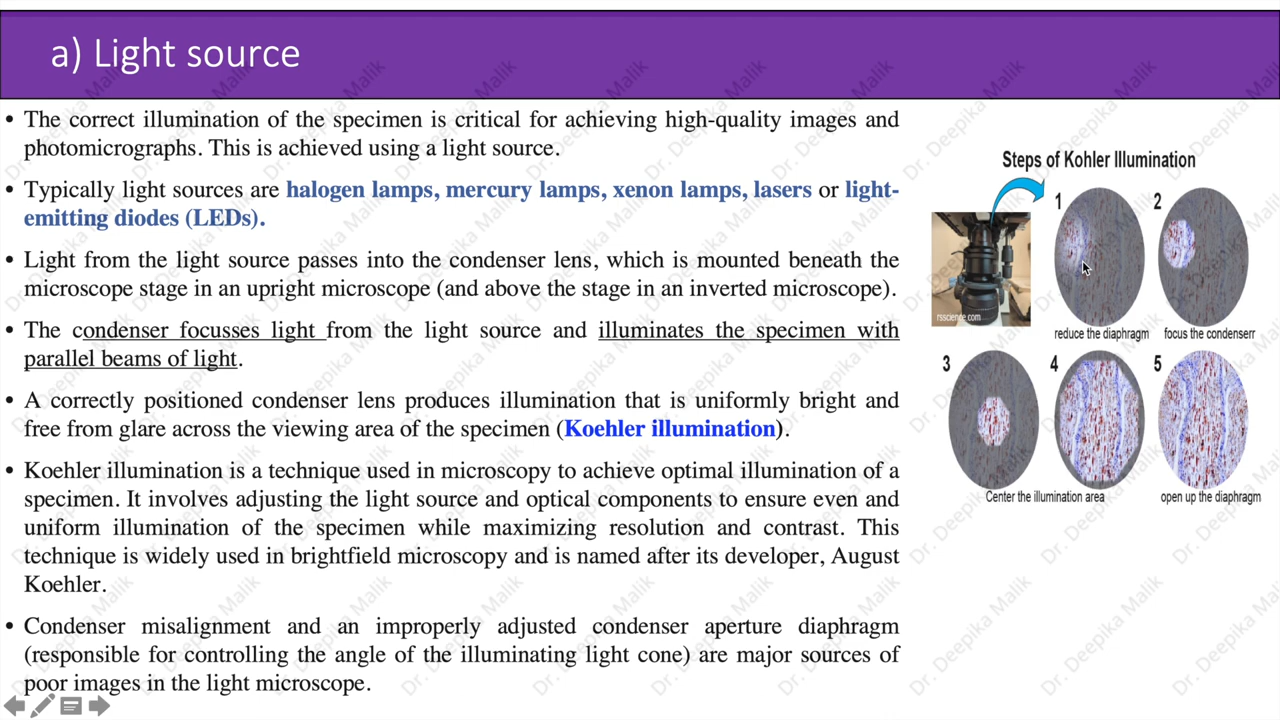 a) Light source
• The correct illumination of the specimen is critical for achieving high-quality images and
photomicrographs. This is achieved using a light source.
• Typically light sources are halogen lamps, mercury lamps, xenon lamps, lasers or light-
emitting diodes (LEDs).
• Light from the light source passes into the condenser lens, which is mounted beneath the
microscope stage in an upright microscope (and above the stage in an inverted microscope).
• The condenser focusses light from the light source and illuminates the specimen with
parallel beams of light.
• A correctly positioned condenser lens produces illumination that is uniformly bright and
free from glare across the viewing area of the specimen (Koehler illumination).
• Koehler illumination is a technique used in microscopy to achieve optimal illumination of a
specimen. It involves adjusting the light source and optical components to ensure even and
uniform illumination of the specimen while maximizing resolution and contrast. This
technique is widely used in brightfield microscopy and is named after its developer, August
Koehler.
• Condenser misalignment and an improperly adjusted condenser aperture diaphragm
(responsible for controlling the angle of the illuminating light cone) are major sources of
poor images in the light microscope.
Steps of Kohler Illumination
1
2
rsscience.com
reduce the diaphragm
focus the condenserr
3
4
5
Center the illumination area
open up the diaphragm
Dr. Deepika Malik